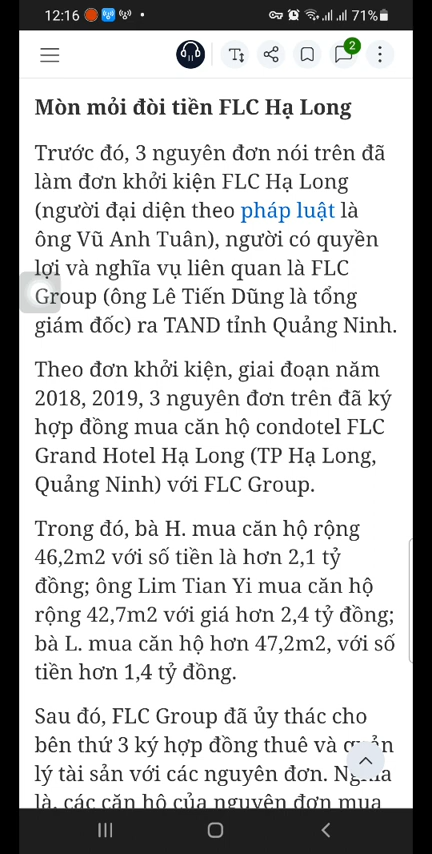 12:16
71%
2
Mòn mỏi đòi tiền FLC Hạ Long
Trước đó, 3 nguyên đơn nói trên đã
làm đơn khởi kiện FLC Hạ Long
(người đại diện theo pháp luật là
ông Vũ Anh Tuân), người có quyền
lợi và nghĩa vụ liên quan là FLC
Group (ông Lê Tiến Dũng là tổng
giám đốc) ra TAND tỉnh Quảng Ninh.
Theo đơn khởi kiện, giai đoạn năm
2018, 2019, 3 nguyên đơn trên đã ký
hợp đồng mua căn hộ condotel FLC
Grand Hotel Hạ Long (TP Hạ Long,
Quảng Ninh) với FLC Group.
Trong đó, bà H. mua căn hộ rộng
46,2m2 với số tiền là hơn 2,1 tỷ
đồng; ông Lim Tian Yi mua căn hộ
rộng 42,7m2 với giá hơn 2,4 tỷ đồng;
bà L. mua căn hộ hơn 47,2m2, với số
tiền hơn 1,4 tỷ đồng.
Sau đó, FLC Group đã ủy thác cho
bên thứ 3 ký hợp đồng thuê và quản
lý tài sản với các nguyên đơn. Nghĩa
là, các căn hộ của nguyên đơn mua